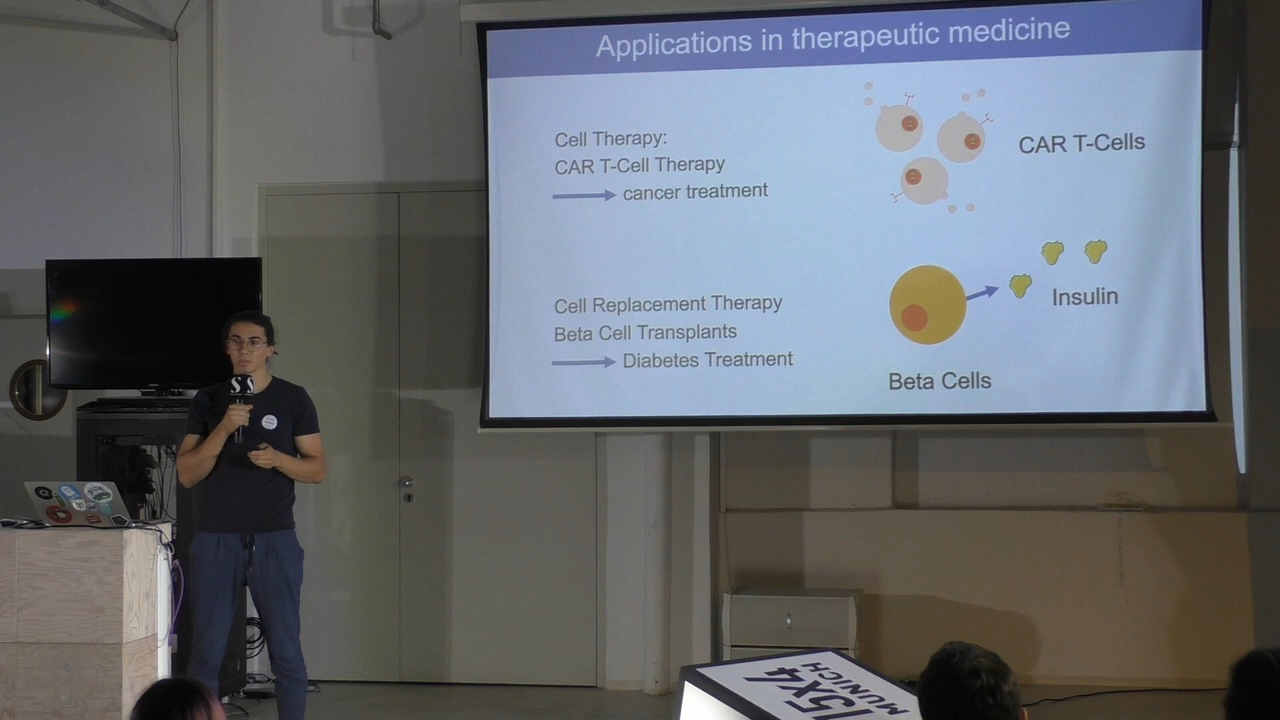 Applications in therapeutic medicine
Cell Therapy:
CAR T-Cell Therapy
cancer treatment
CAR T-Cells
Cell Replacement Therapy
Beta Cell Transplants
Diabetes Treatment
Insulin
Beta Cells
15x4
MUNICH